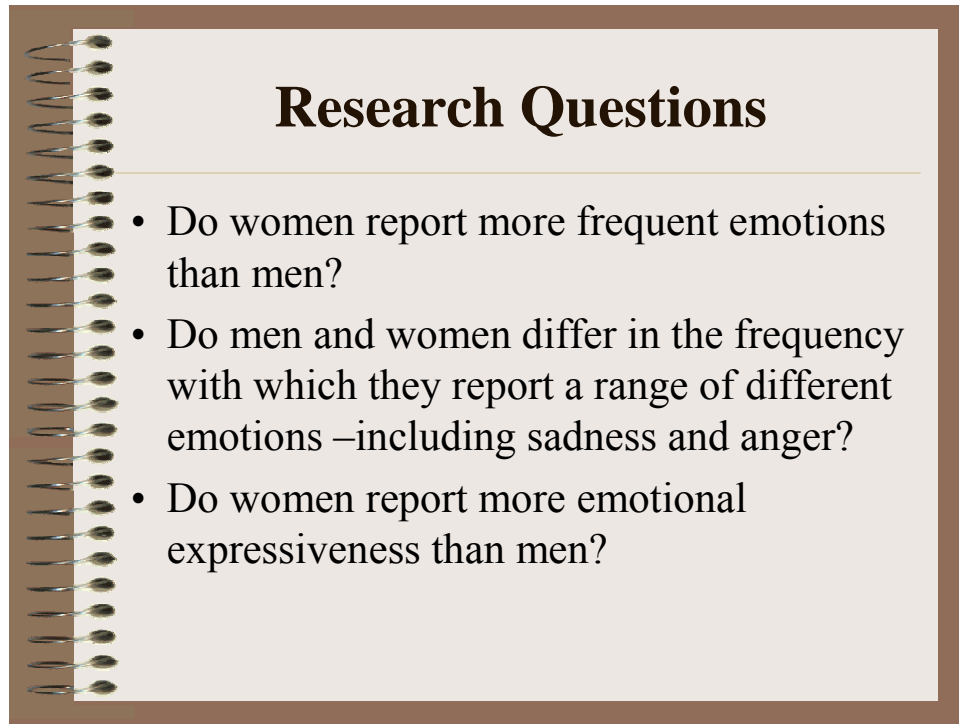 Research Questions
• Do women report more frequent emotions
than men?
• Do men and women differ in the frequency
with which they report a range of different
emotions –including sadness and anger?
• Do women report more emotional
expressiveness than men?